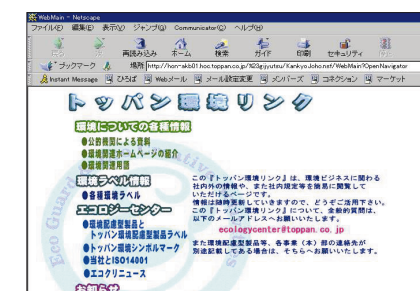 WebMain - Netscape
ファイル(F) 編集(E) 表示(V) ジャンプ(G) Communicator(C) ヘルプ(H)
再読み込み ホーム 検索 ガイド 印刷 セキュリティ
ブックマーク 場所
Instant Message ひろば Webメール メール設定変更 メンバーズ コネクション マーケット
トッパン環境リンク
環境についての各種情報
●公的機関による資料
●環境関連ホームページの紹介
●環境関連用語
環境ラベル情報
●各種環境ラベル
エコロジーセンター
●環境配慮型製品と
トッパン環境配慮型製品ラベル
●トッパン環境シンボルマーク
●当社とISO14001
●エコクリニュース
お知らせ
この『トッパン環境リンク』は、環境ビジネスに関わる
社内外の情報や、また社内規定等を簡易に閲覧して
いただけるページです。
情報は随時更新していきますので、どうぞご活用下さい。
この『トッパン環境リンク』について、全般的質問は、
以下のメールアドレスへお願いいたします。
ecologycenter@toppan.co.jp
また環境配慮型製品等、各事業（本）部の連絡先が
別途記載してある場合は、そちらへお願いいたします。